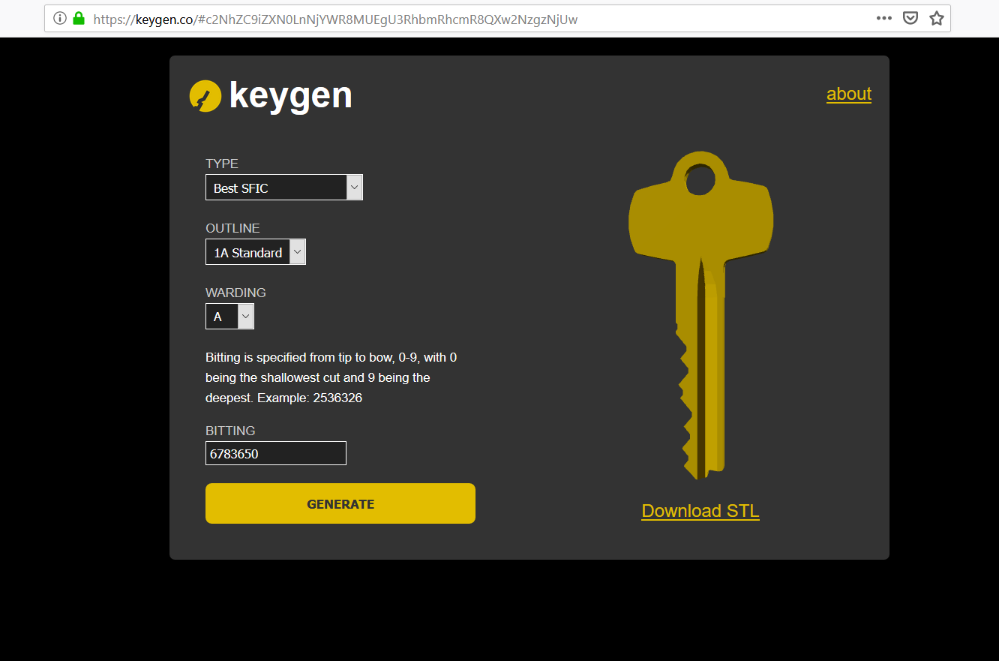 https://keygen.co/#c2NhZC9iZXN0LnNjYWR8MUEgU3RhbmRhcmR8QXw2NzgzNjUw
keygen
about
TYPE
Best SFIC
OUTLINE
1A Standard
WARDING
A
Bitting is specified from tip to bow, 0-9, with 0
being the shallowest cut and 9 being the
deepest. Example: 2536326
BITTING
6783650
GENERATE
Download STL